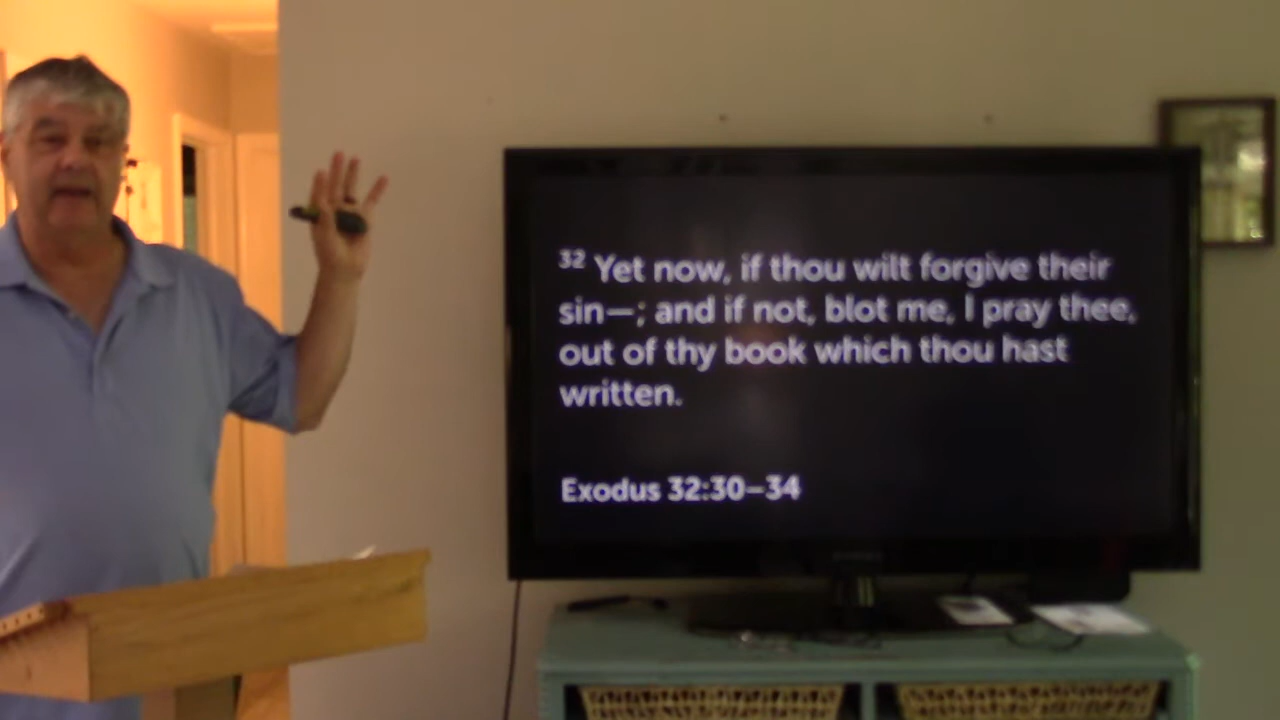 32 Yet now, if thou wilt forgive their
sin—; and if not, blot me, I pray thee,
out of thy book which thou hast
written.
Exodus 32:30–34